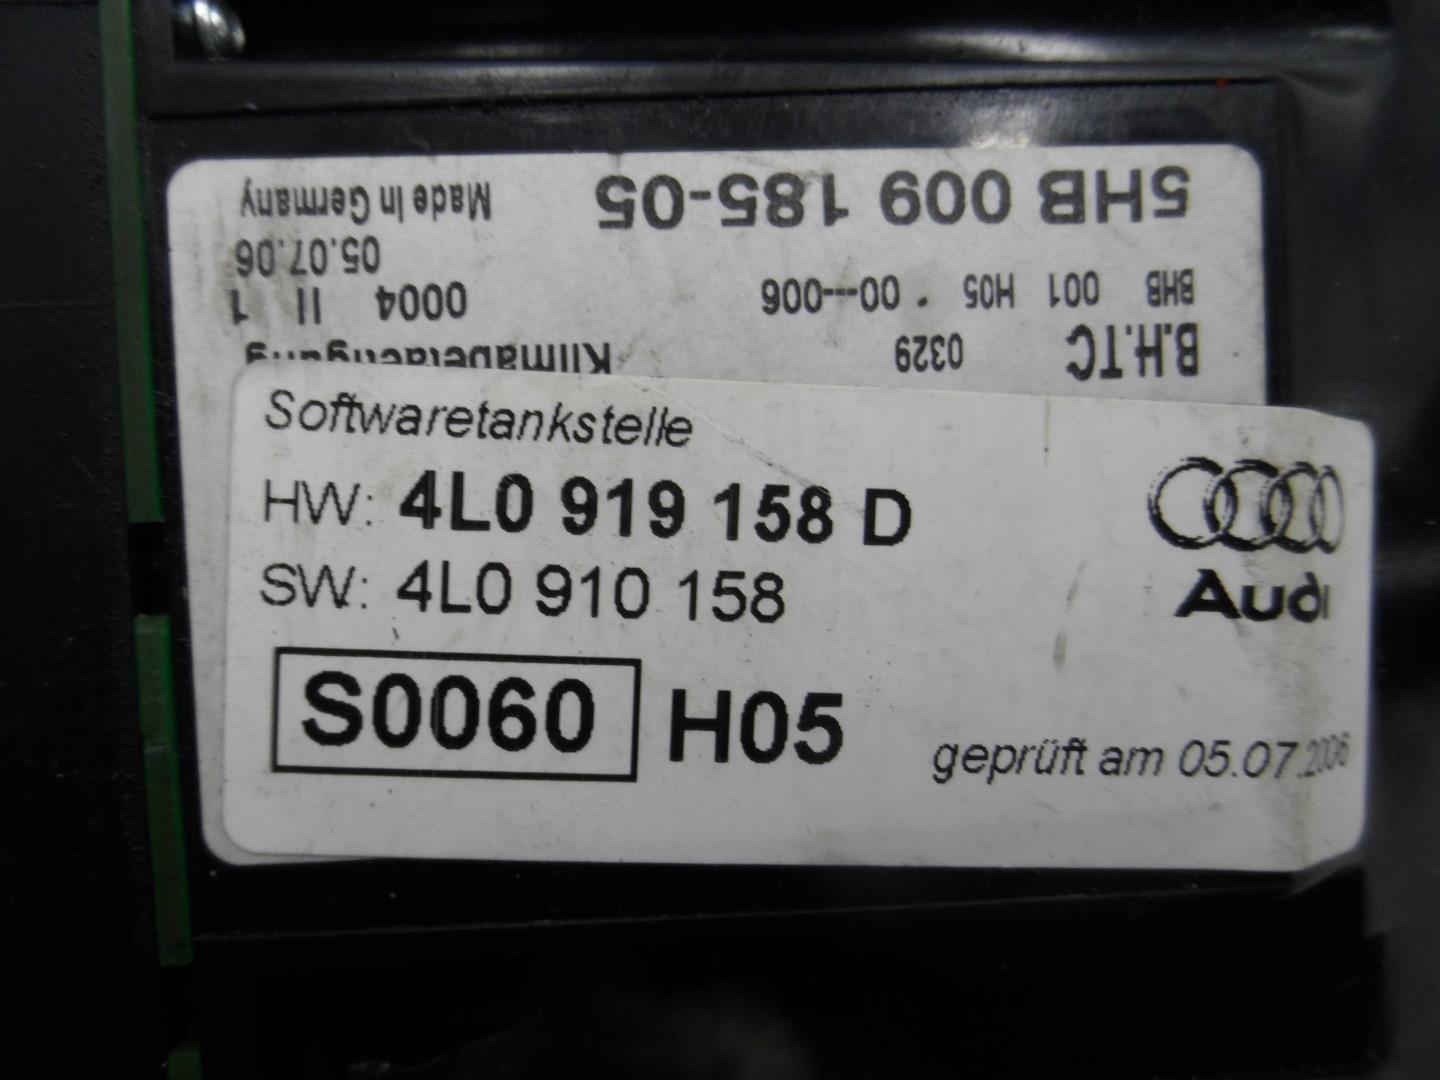 5HB 009 185-05 Made In Germany
BHB 001 H05 * 00---006 05.07.06
B.H.TC 0329 0004 II 1
Klimabetätigung
Softwaretankstelle
HW: 4L0 919 158 D
SW: 4L0 910 158
Audi
S0060 H05
geprüft am 05.07.2006